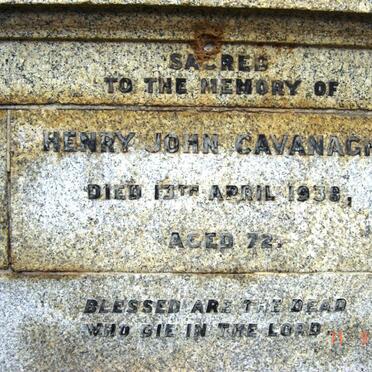 SACRED
TO THE MEMORY OF
HENRY JOHN CAVANAGH
DIED 13TH APRIL 1938,
AGED 72.
BLESSED ARE THE DEAD
WHO DIE IN THE LORD